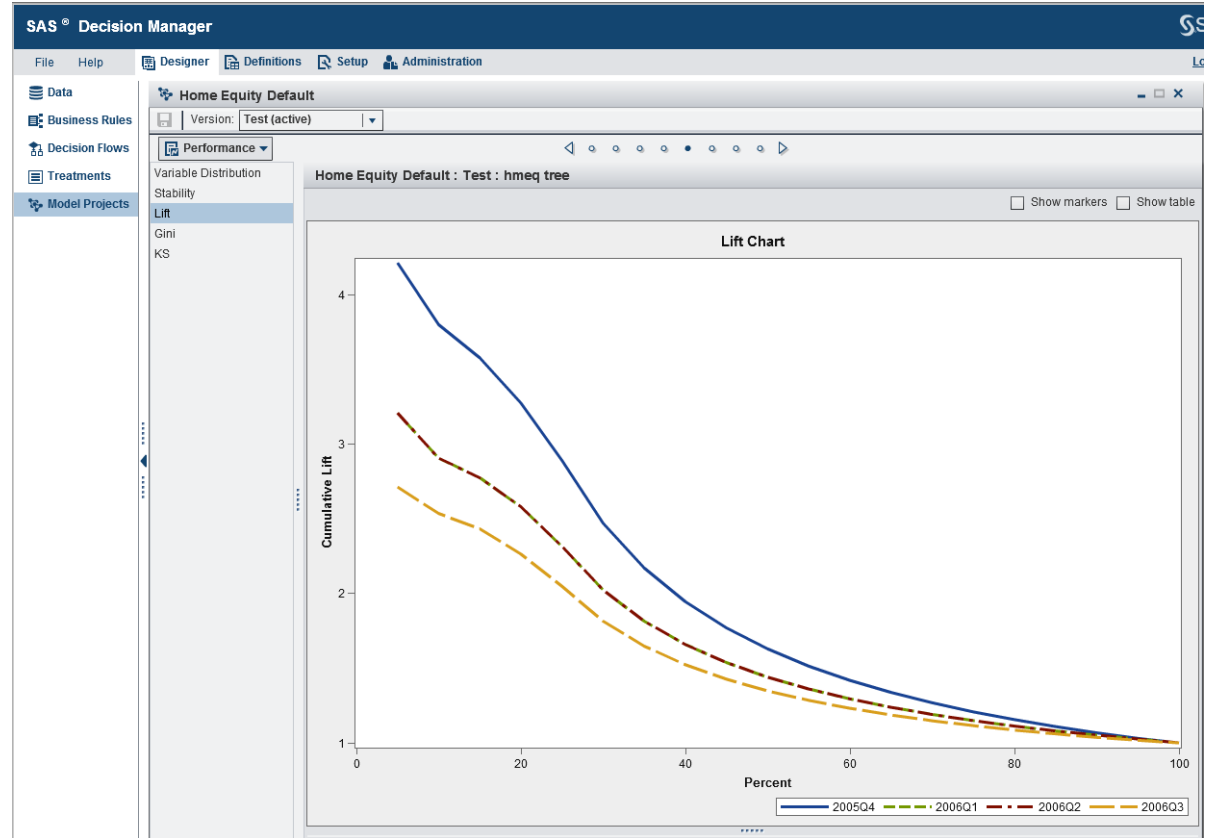 SAS ® Decision Manager
File Help Designer Definitions Setup Administration
Data
Business Rules
Decision Flows
Treatments
Model Projects
Home Equity Default
Version: Test (active)
Performance
Variable Distribution
Stability
Lift
Gini
KS
Home Equity Default : Test : hmeq tree
Show markers Show table
Lift Chart
4
3
2
1
Cumulative Lift
0 20 40 60 80 100
Percent
2005Q4 2006Q1 2006Q2 2006Q3